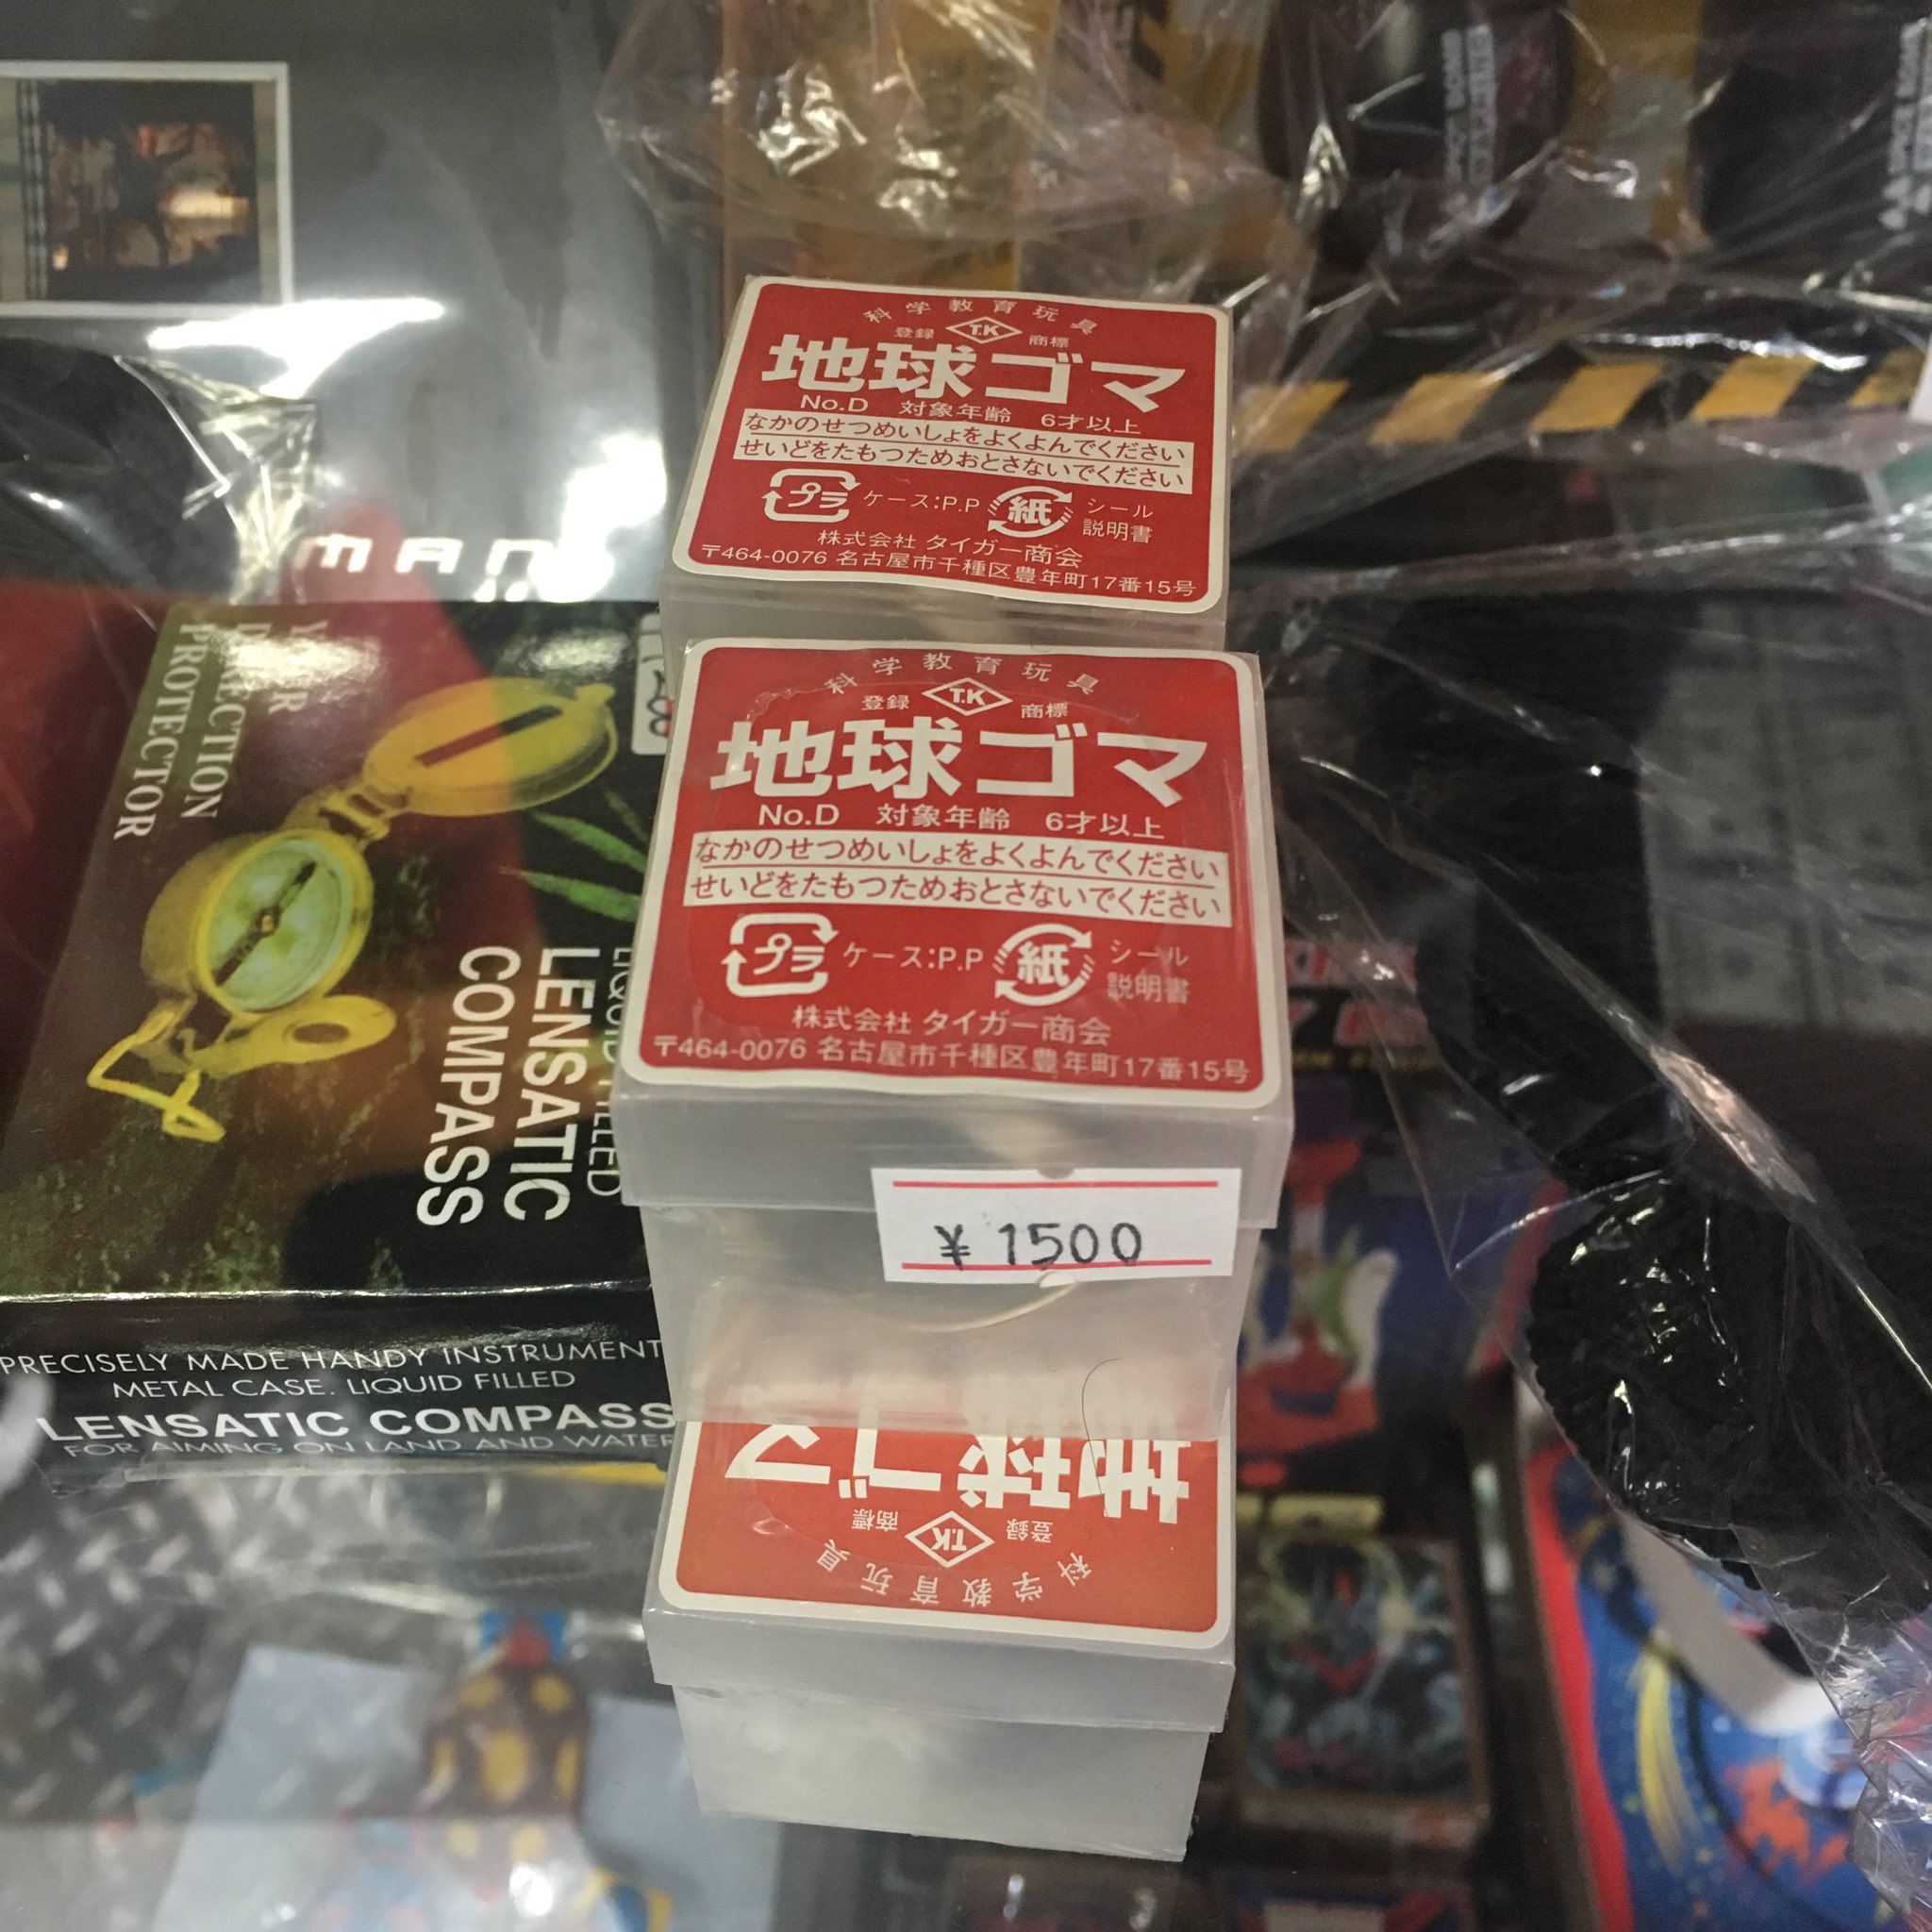 科学教育玩具
登録 T.K 商標
地球ゴマ
No.D 対象年齢 6才以上
なかのせつめいしょをよくよんでください
せいどをたもつためおとさないでください
プラ ケース:P.P 紙 シール
説明書
株式会社 タイガー商会
〒464-0076 名古屋市千種区豊年町17番15号
科学教育玩具
登録 T.K 商標
地球ゴマ
No.D 対象年齢 6才以上
なかのせつめいしょをよくよんでください
せいどをたもつためおとさないでください
プラ ケース:P.P 紙 シール
説明書
株式会社 タイガー商会
〒464-0076 名古屋市千種区豊年町17番15号
¥1500
科学教育玩具
登録 T.K 商標
地球ゴマ
MAN
YOUR
DIRECTION
PROTECTOR
LIQUID FILLED
LENSATIC
COMPASS
PRECISELY MADE HANDY INSTRUMENT
METAL CASE. LIQUID FILLED
LENSATIC COMPASS
FOR AIMING ON LAND AND WATER